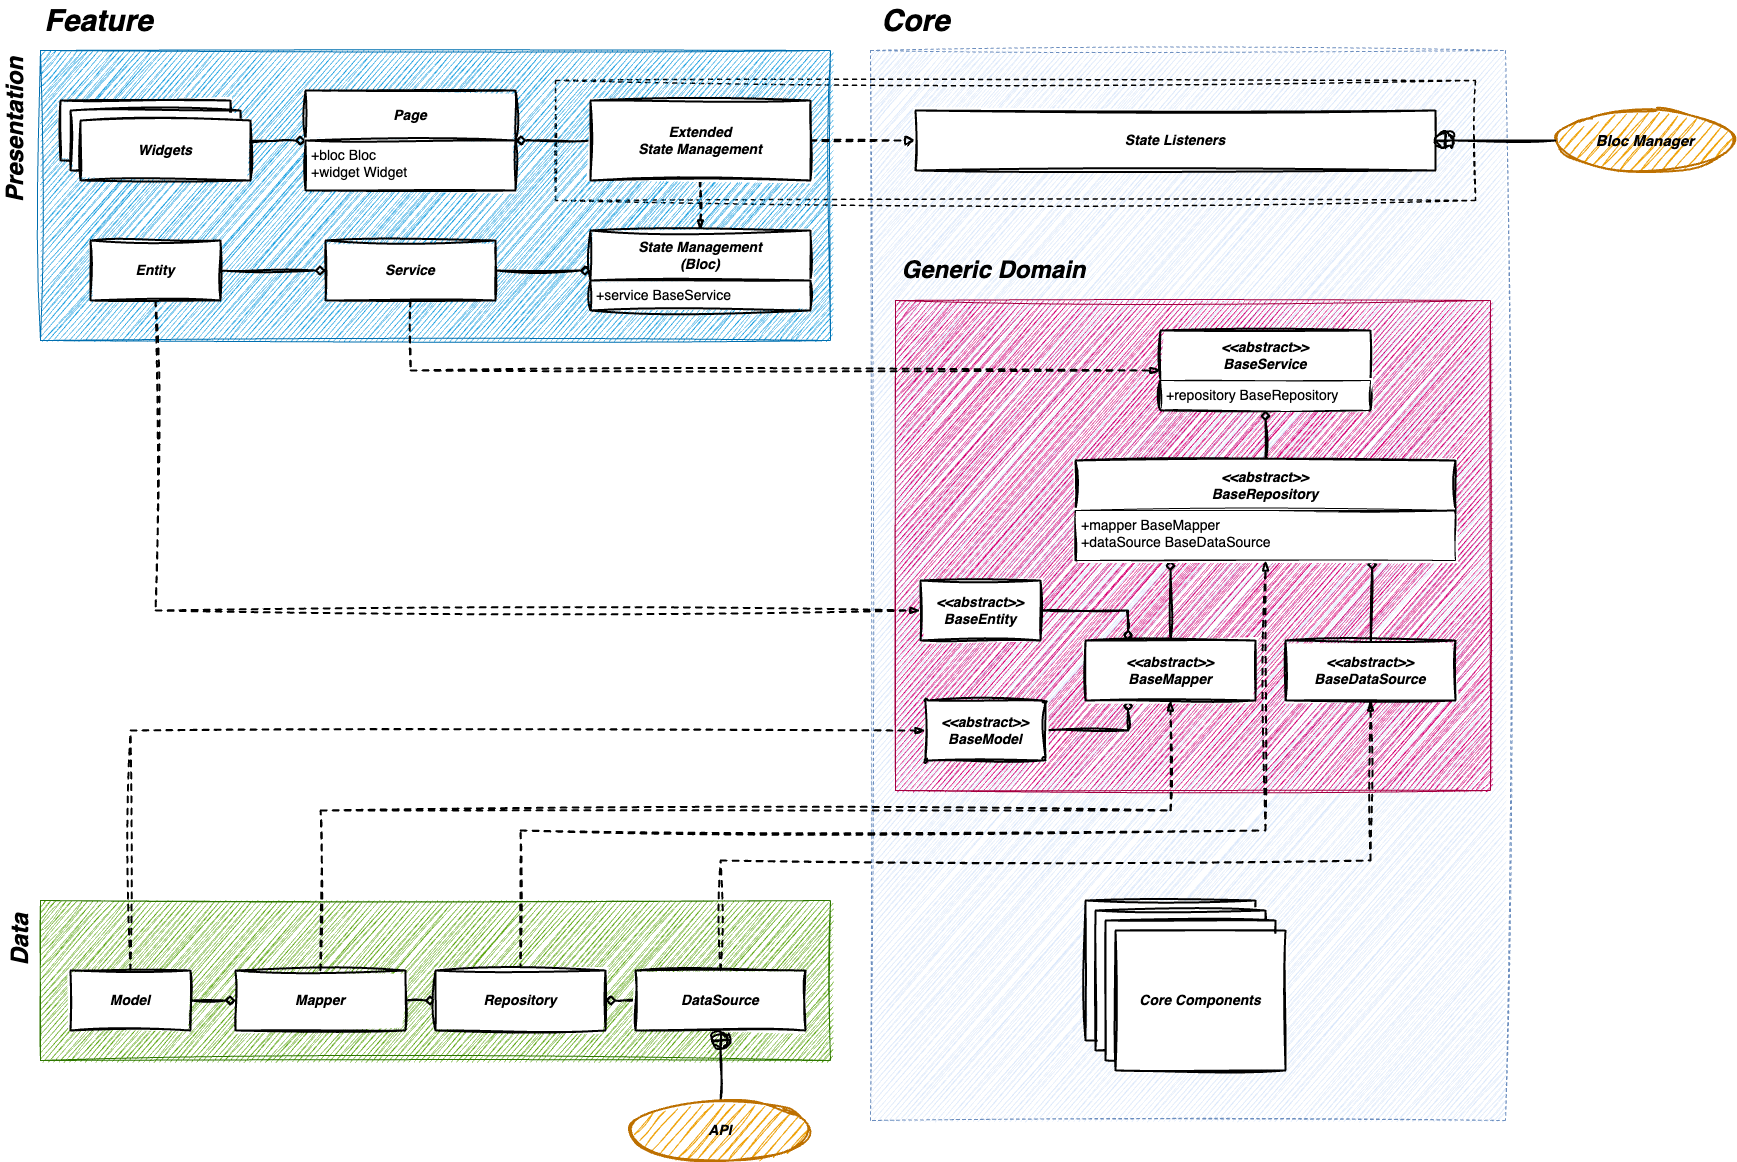 Feature
Core
Presentation
Page
+bloc Bloc
+widget Widget
Widgets
Extended
State Management
State Listeners
Bloc Manager
Entity
Service
State Management
(Bloc)
+service BaseService
Generic Domain
<<abstract>>
BaseService
+repository BaseRepository
<<abstract>>
BaseRepository
+mapper BaseMapper
+dataSource BaseDataSource
<<abstract>>
BaseEntity
<<abstract>>
BaseMapper
<<abstract>>
BaseDataSource
<<abstract>>
BaseModel
Data
Model
Mapper
Repository
DataSource
Core Components
API